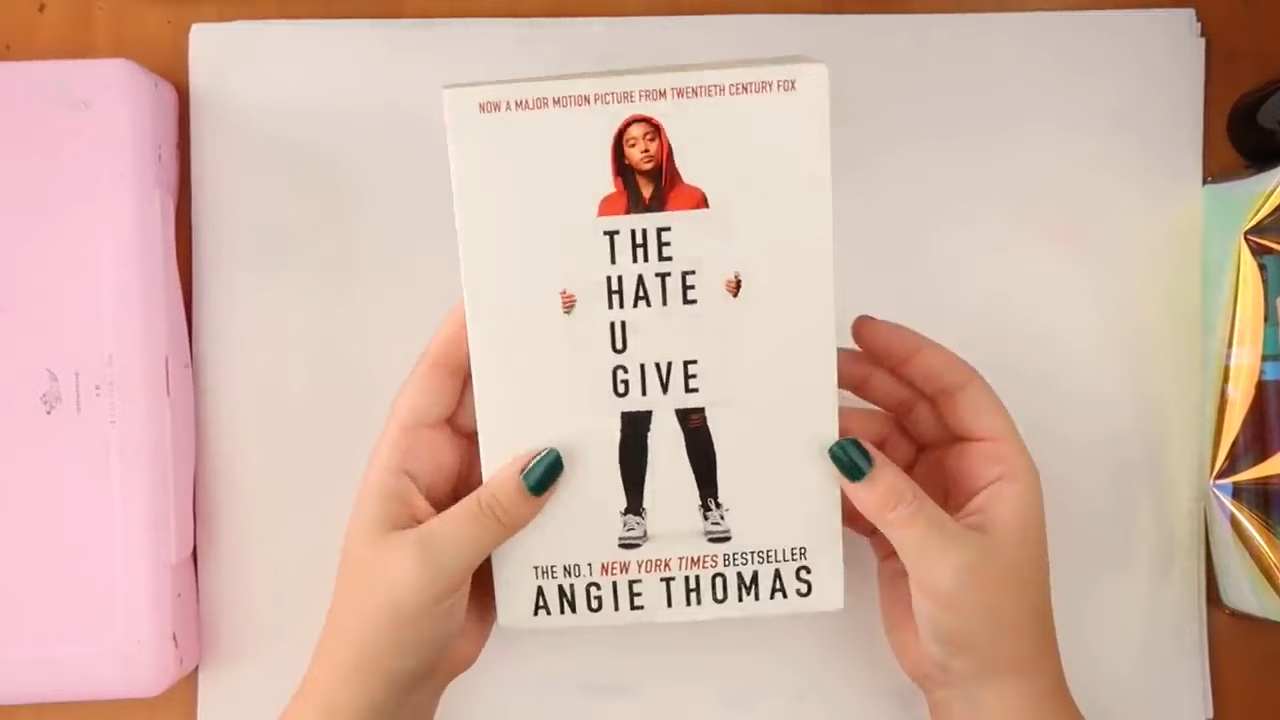 NOW A MAJOR MOTION PICTURE FROM TWENTIETH CENTURY FOX
THE
HATE
U
GIVE
THE NO.1 NEW YORK TIMES BESTSELLER
ANGIE THOMAS